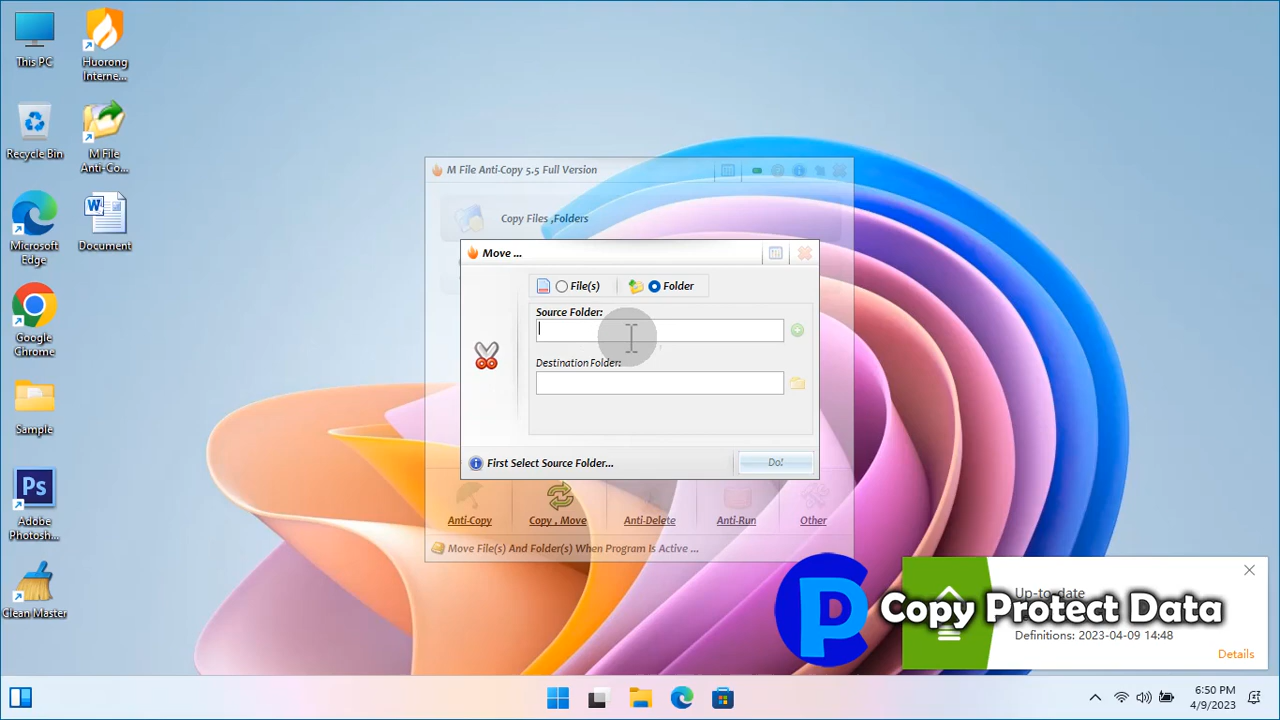 This PC
Huorong
Interne...
Recycle Bin
M File
Anti-Co...
Microsoft
Edge
Document
Google
Chrome
Sample
Ps
Adobe
Photosh...
Clean Master
M File Anti-Copy 5.5 Full Version
Copy Files ,Folders
Move ...
File(s)
Folder
Source Folder:
Destination Folder:
First Select Source Folder...
Do!
Anti-Copy
Copy , Move
Anti-Delete
Anti-Run
Other
Move File(s) And Folder(s) When Program Is Active ...
Up-to-date
Copy Protect Data
Definitions: 2023-04-09 14:48
Details
6:50 PM
4/9/2023